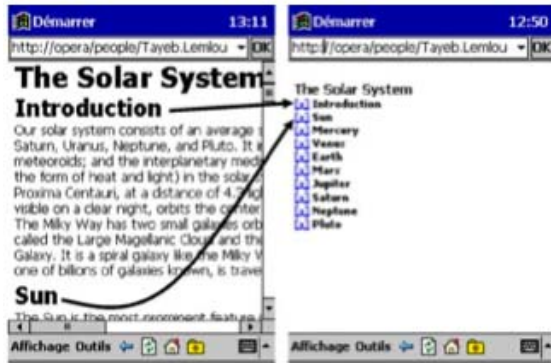 Démarrer 13:11
http://opera/people/Tayeb.Lemlou OK
The Solar System
Introduction
Our solar system consists of an average s
Saturn, Uranus, Neptune, and Pluto. It i
meteoroids; and the interplanetary medi
the form of heat and light) in the solar
Proxima Centauri, at a distance of 4.3 ligl
visible on a clear night, orbits the center
The Milky Way has two small galaxies orb
called the Large Magellanic Cloud and the
Galaxy. It is a spiral galaxy like the Milky W
one of billions of galaxies known, is trave
Sun
The Sun is the most prominent feature
Affichage Outils
Démarrer 12:50
http://opera/people/Tayeb.Lemlou OK
The Solar System
Introduction
Sun
Mercury
Venus
Earth
Mars
Jupiter
Saturn
Neptune
Pluto
Affichage Outils